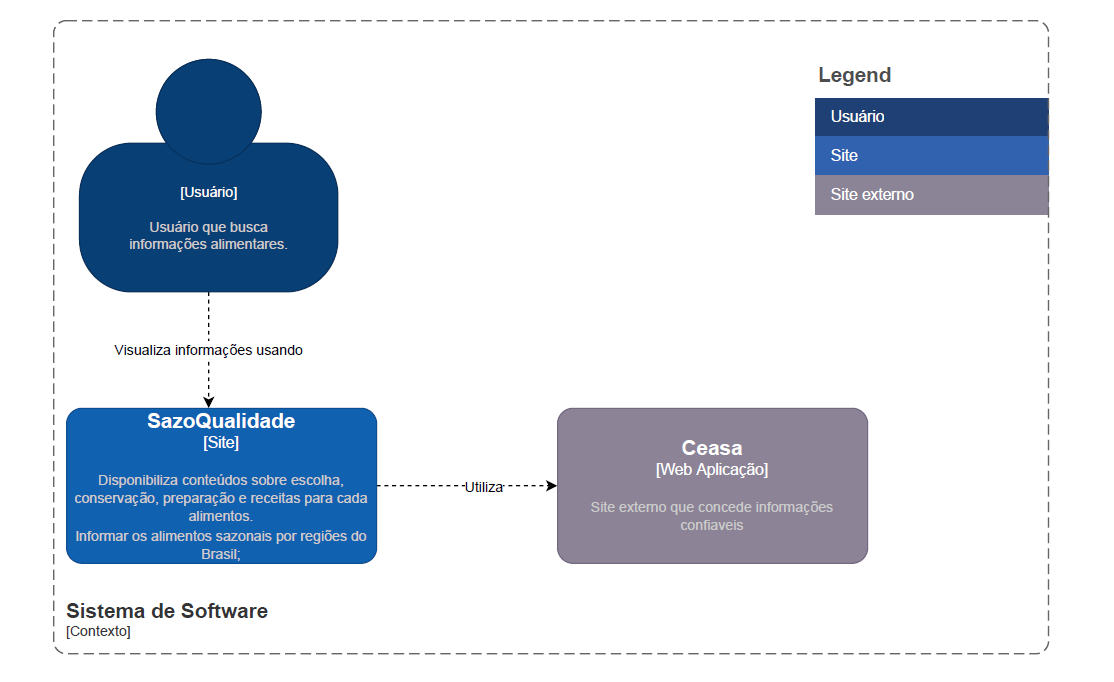 Legend
Usuário
Site
Site externo
[Usuário]
Usuário que busca
informações alimentares.
Visualiza informações usando
SazoQualidade
[Site]
Disponibiliza conteúdos sobre escolha,
conservação, preparação e receitas para cada
alimentos.
Informar os alimentos sazonais por regiões do
Brasil;
Utiliza
Ceasa
[Web Aplicação]
Site externo que concede informações
confiaveis
Sistema de Software
[Contexto]